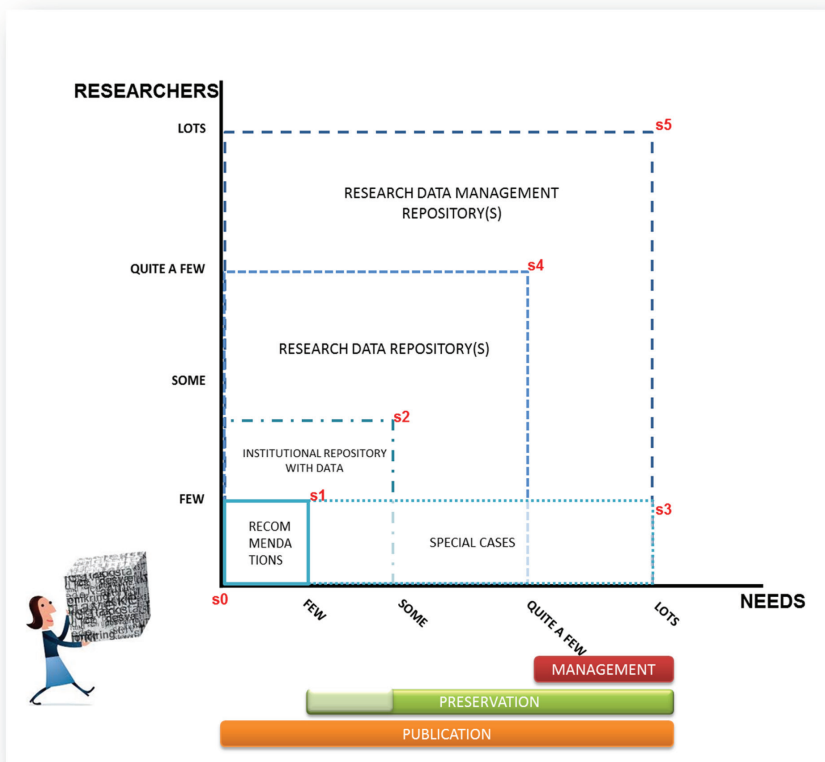 RESEARCHERS
LOTS
s5
RESEARCH DATA MANAGEMENT
REPOSITORY(S)
QUITE A FEW
s4
RESEARCH DATA REPOSITORY(S)
SOME
s2
INSTITUTIONAL REPOSITORY
WITH DATA
FEW
s1
s3
RECOM
MENDA
TIONS
SPECIAL CASES
s0
NEEDS
FEW
SOME
QUITE A FEW
LOTS
MANAGEMENT
PRESERVATION
PUBLICATION